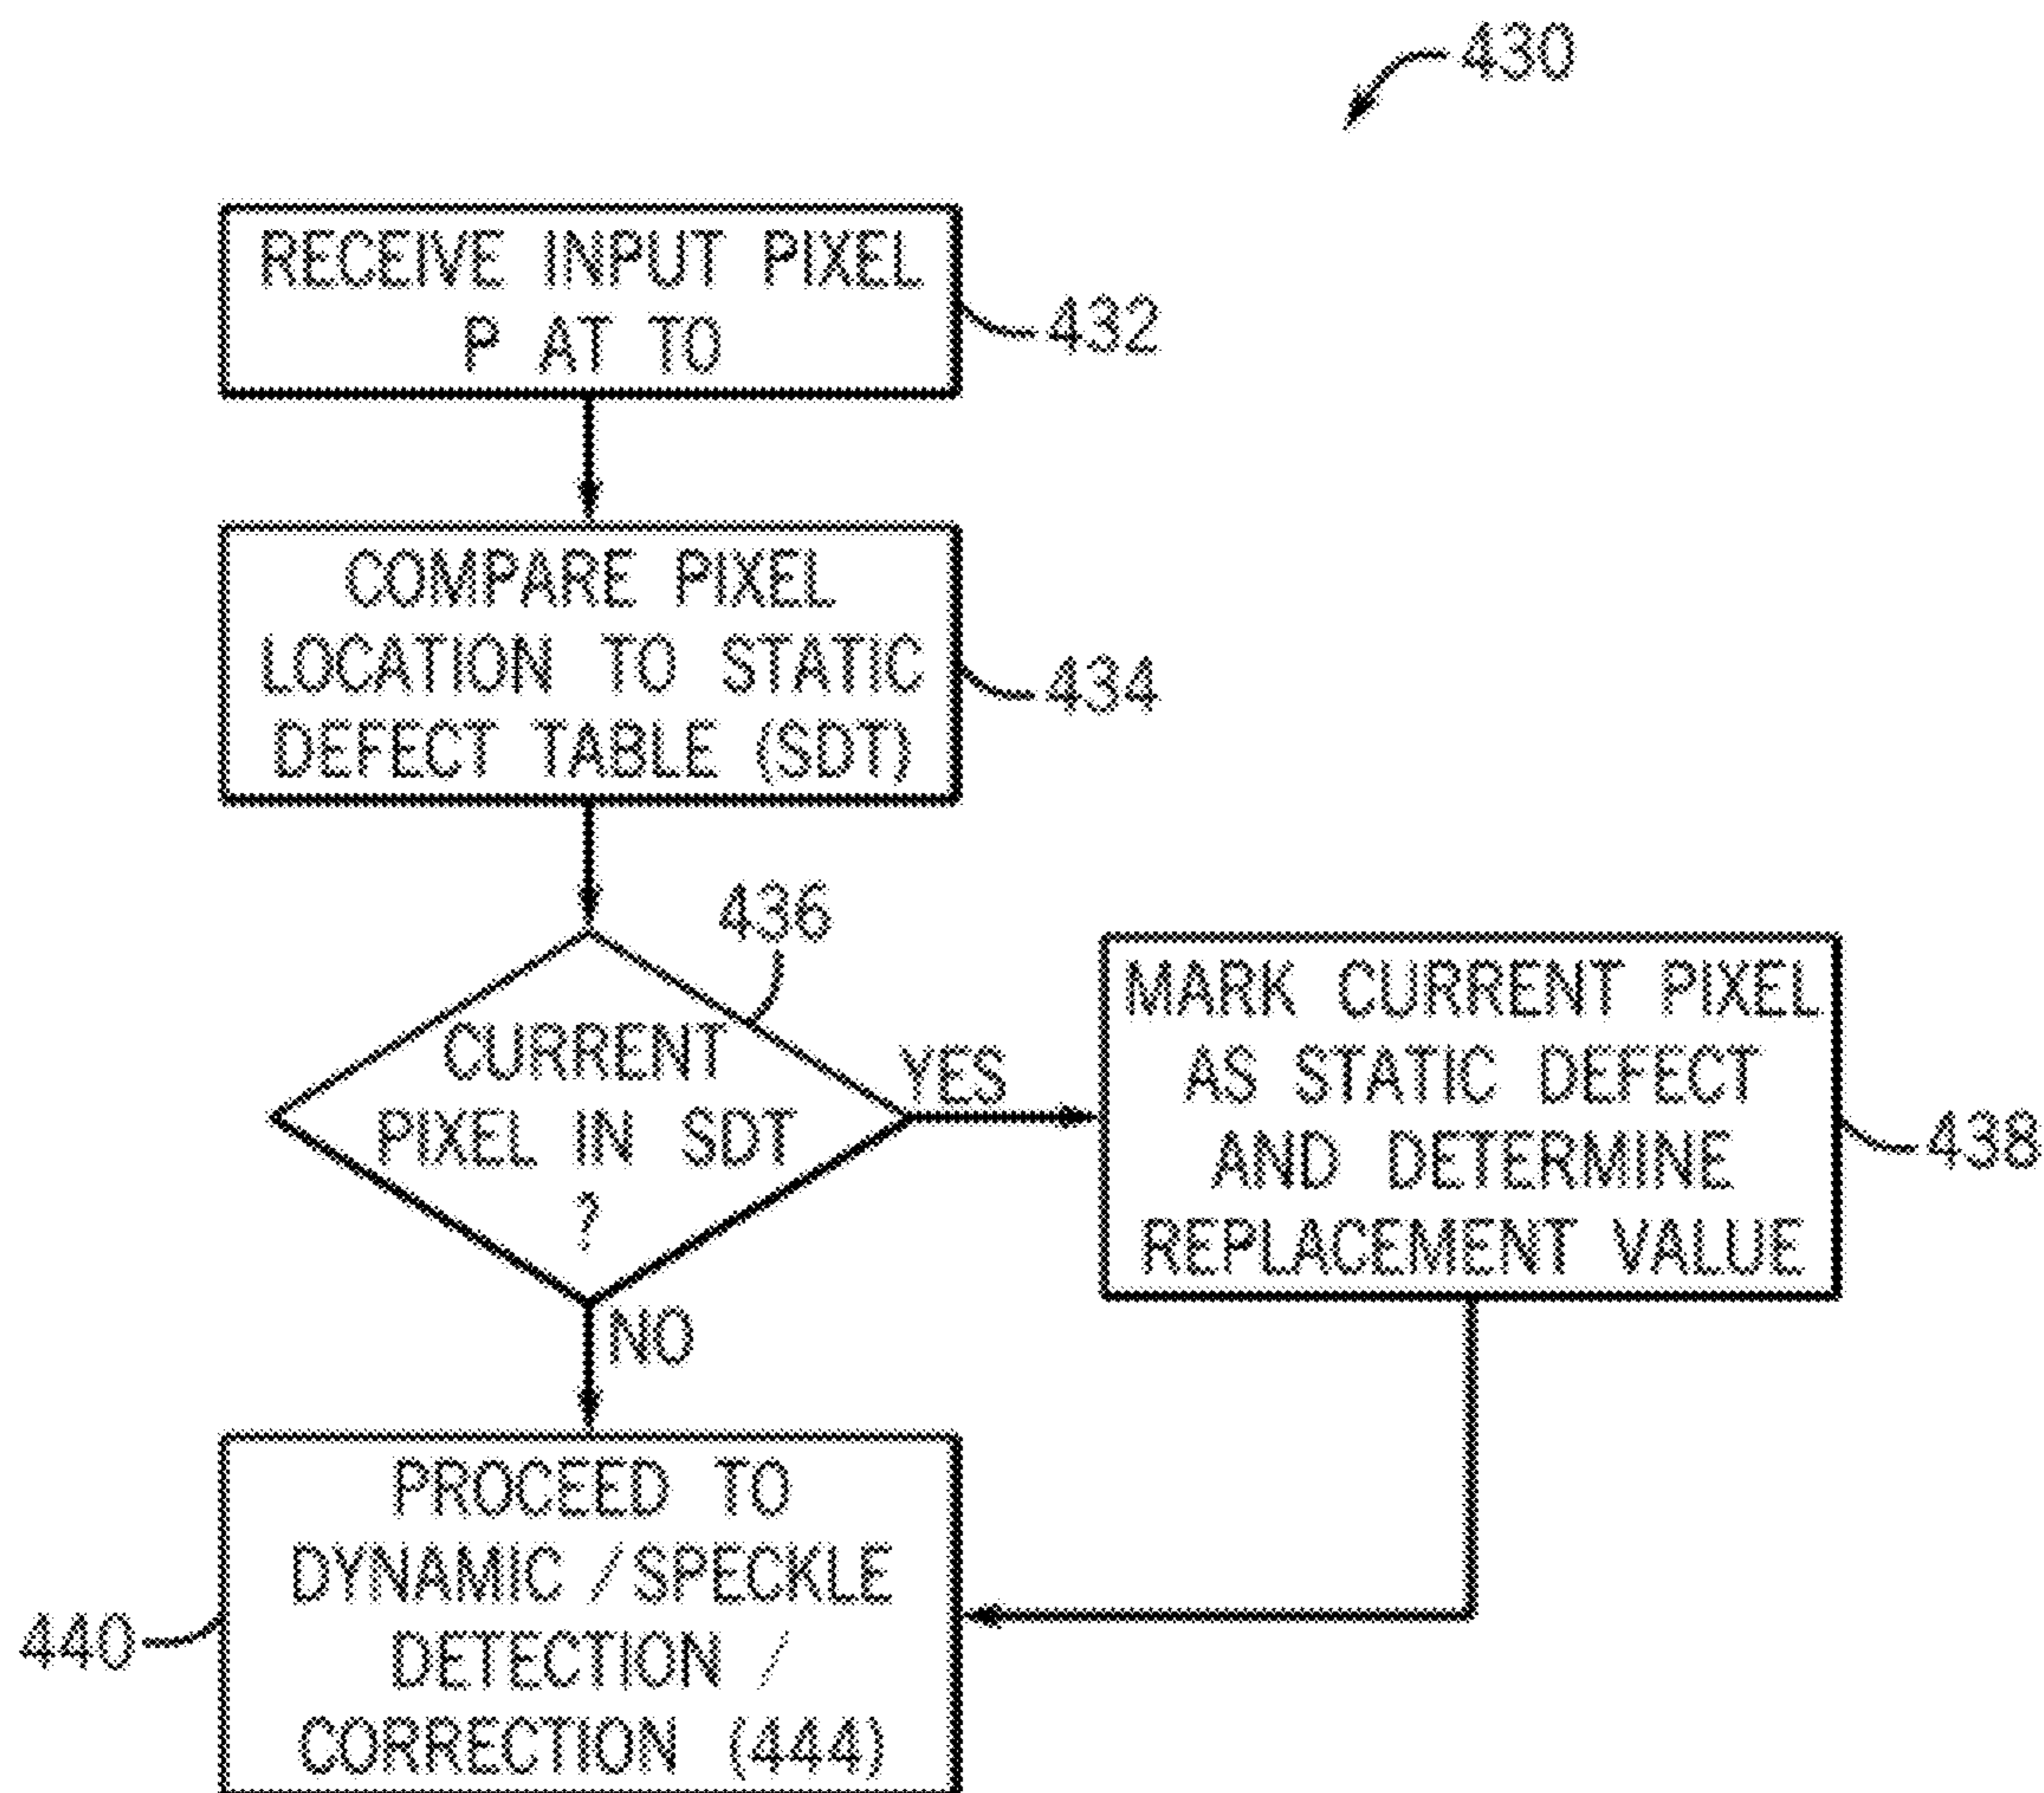 430
RECEIVE INPUT PIXEL
P AT TO
432
COMPARE PIXEL
LOCATION TO STATIC
DEFECT TABLE (SDT)
434
436
CURRENT
PIXEL IN SDT
?
YES
NO
MARK CURRENT PIXEL
AS STATIC DEFECT
AND DETERMINE
REPLACEMENT VALUE
438
PROCEED TO
DYNAMIC /SPECKLE
DETECTION /
CORRECTION (444)
440